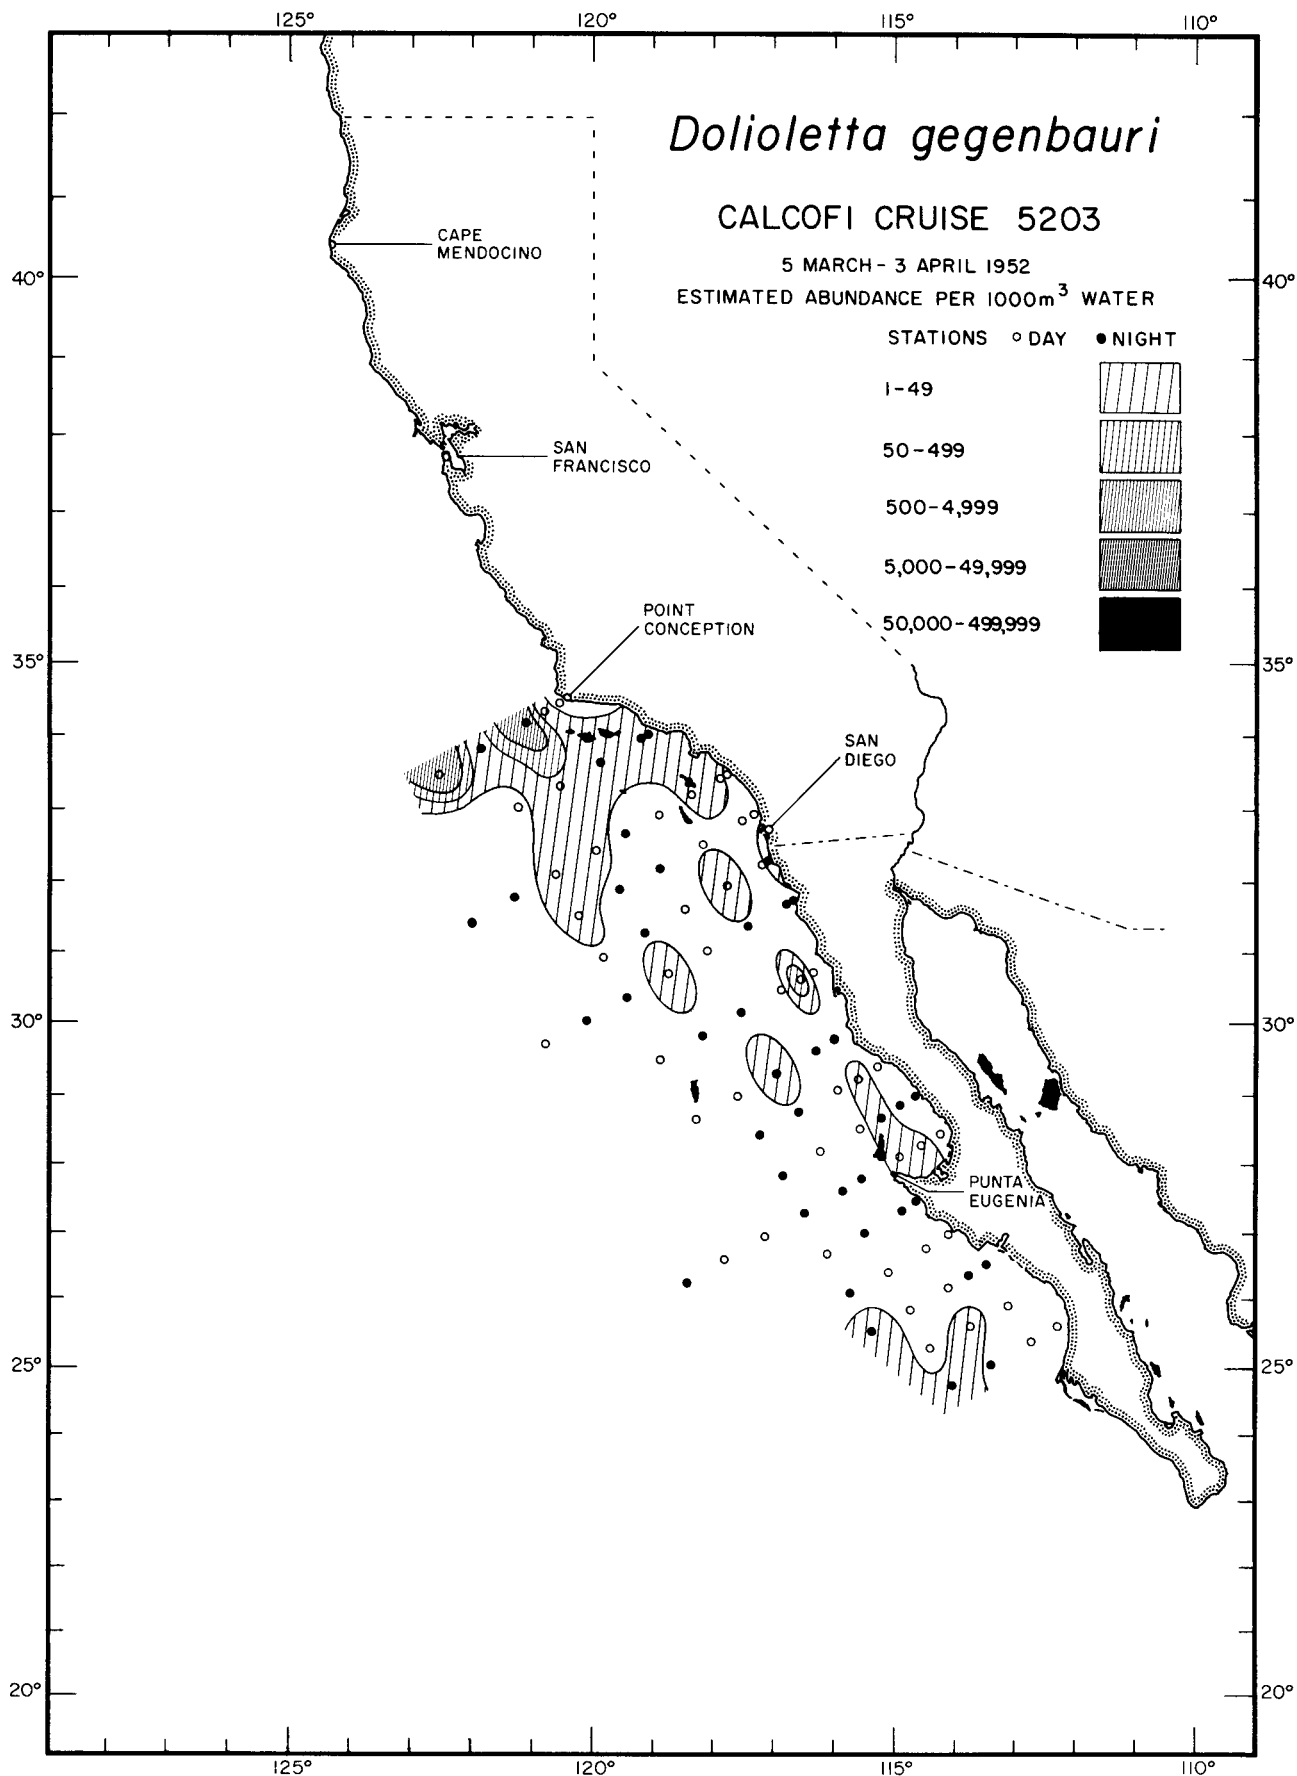 125° 120° 115° 110°
Dolioletta gegenbauri
CALCOFI CRUISE 5203
5 MARCH – 3 APRIL 1952
ESTIMATED ABUNDANCE PER 1000m³ WATER
STATIONS ○ DAY ● NIGHT
1–49
50–499
500–4,999
5,000–49,999
50,000–499,999
CAPE
MENDOCINO
40° 40°
SAN
FRANCISCO
POINT
CONCEPTION
35° 35°
SAN
DIEGO
30° 30°
PUNTA
EUGENIA
25° 25°
20° 20°
125° 120° 115° 110°